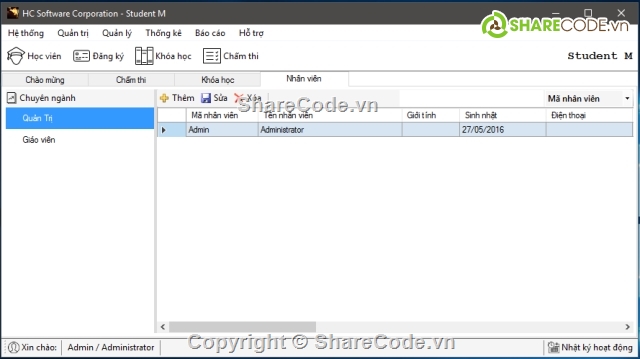 HC Software Corporation - Student M
SHARECODE.vn
Hệ thống Quản trị Quản lý Thống kê Báo cáo Hỗ trợ
Học viên Đăng ký Khóa học Chấm thi Student M
Chào mừng Chấm thi Khóa học Nhân viên
Chuyên ngành Thêm Sửa Xóa Mã nhân viên
ShareCode.vn
Mã nhân viên Tên nhân viên Giới tính Sinh nhật Điện thoại
Quản Trị Admin Administrator 27/05/2016
Giáo viên
Copyright © ShareCode.vn
Xin chào: Admin / Administrator Nhật ký hoạt động